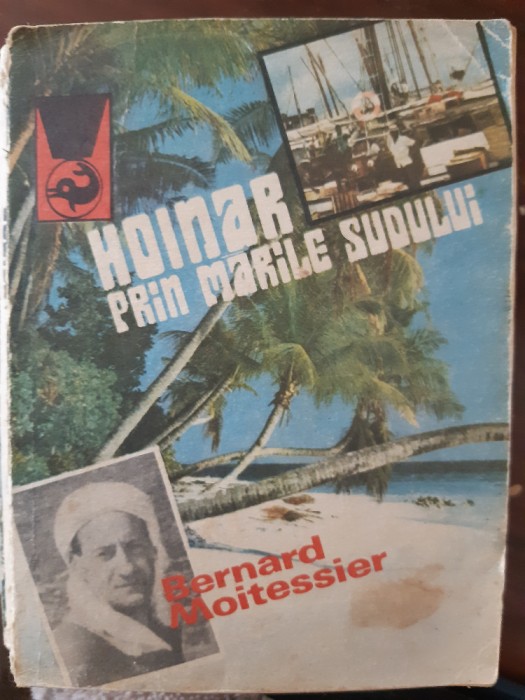 HOINAR
PRIN MARILE SUDULUI
Bernard
Moitessier